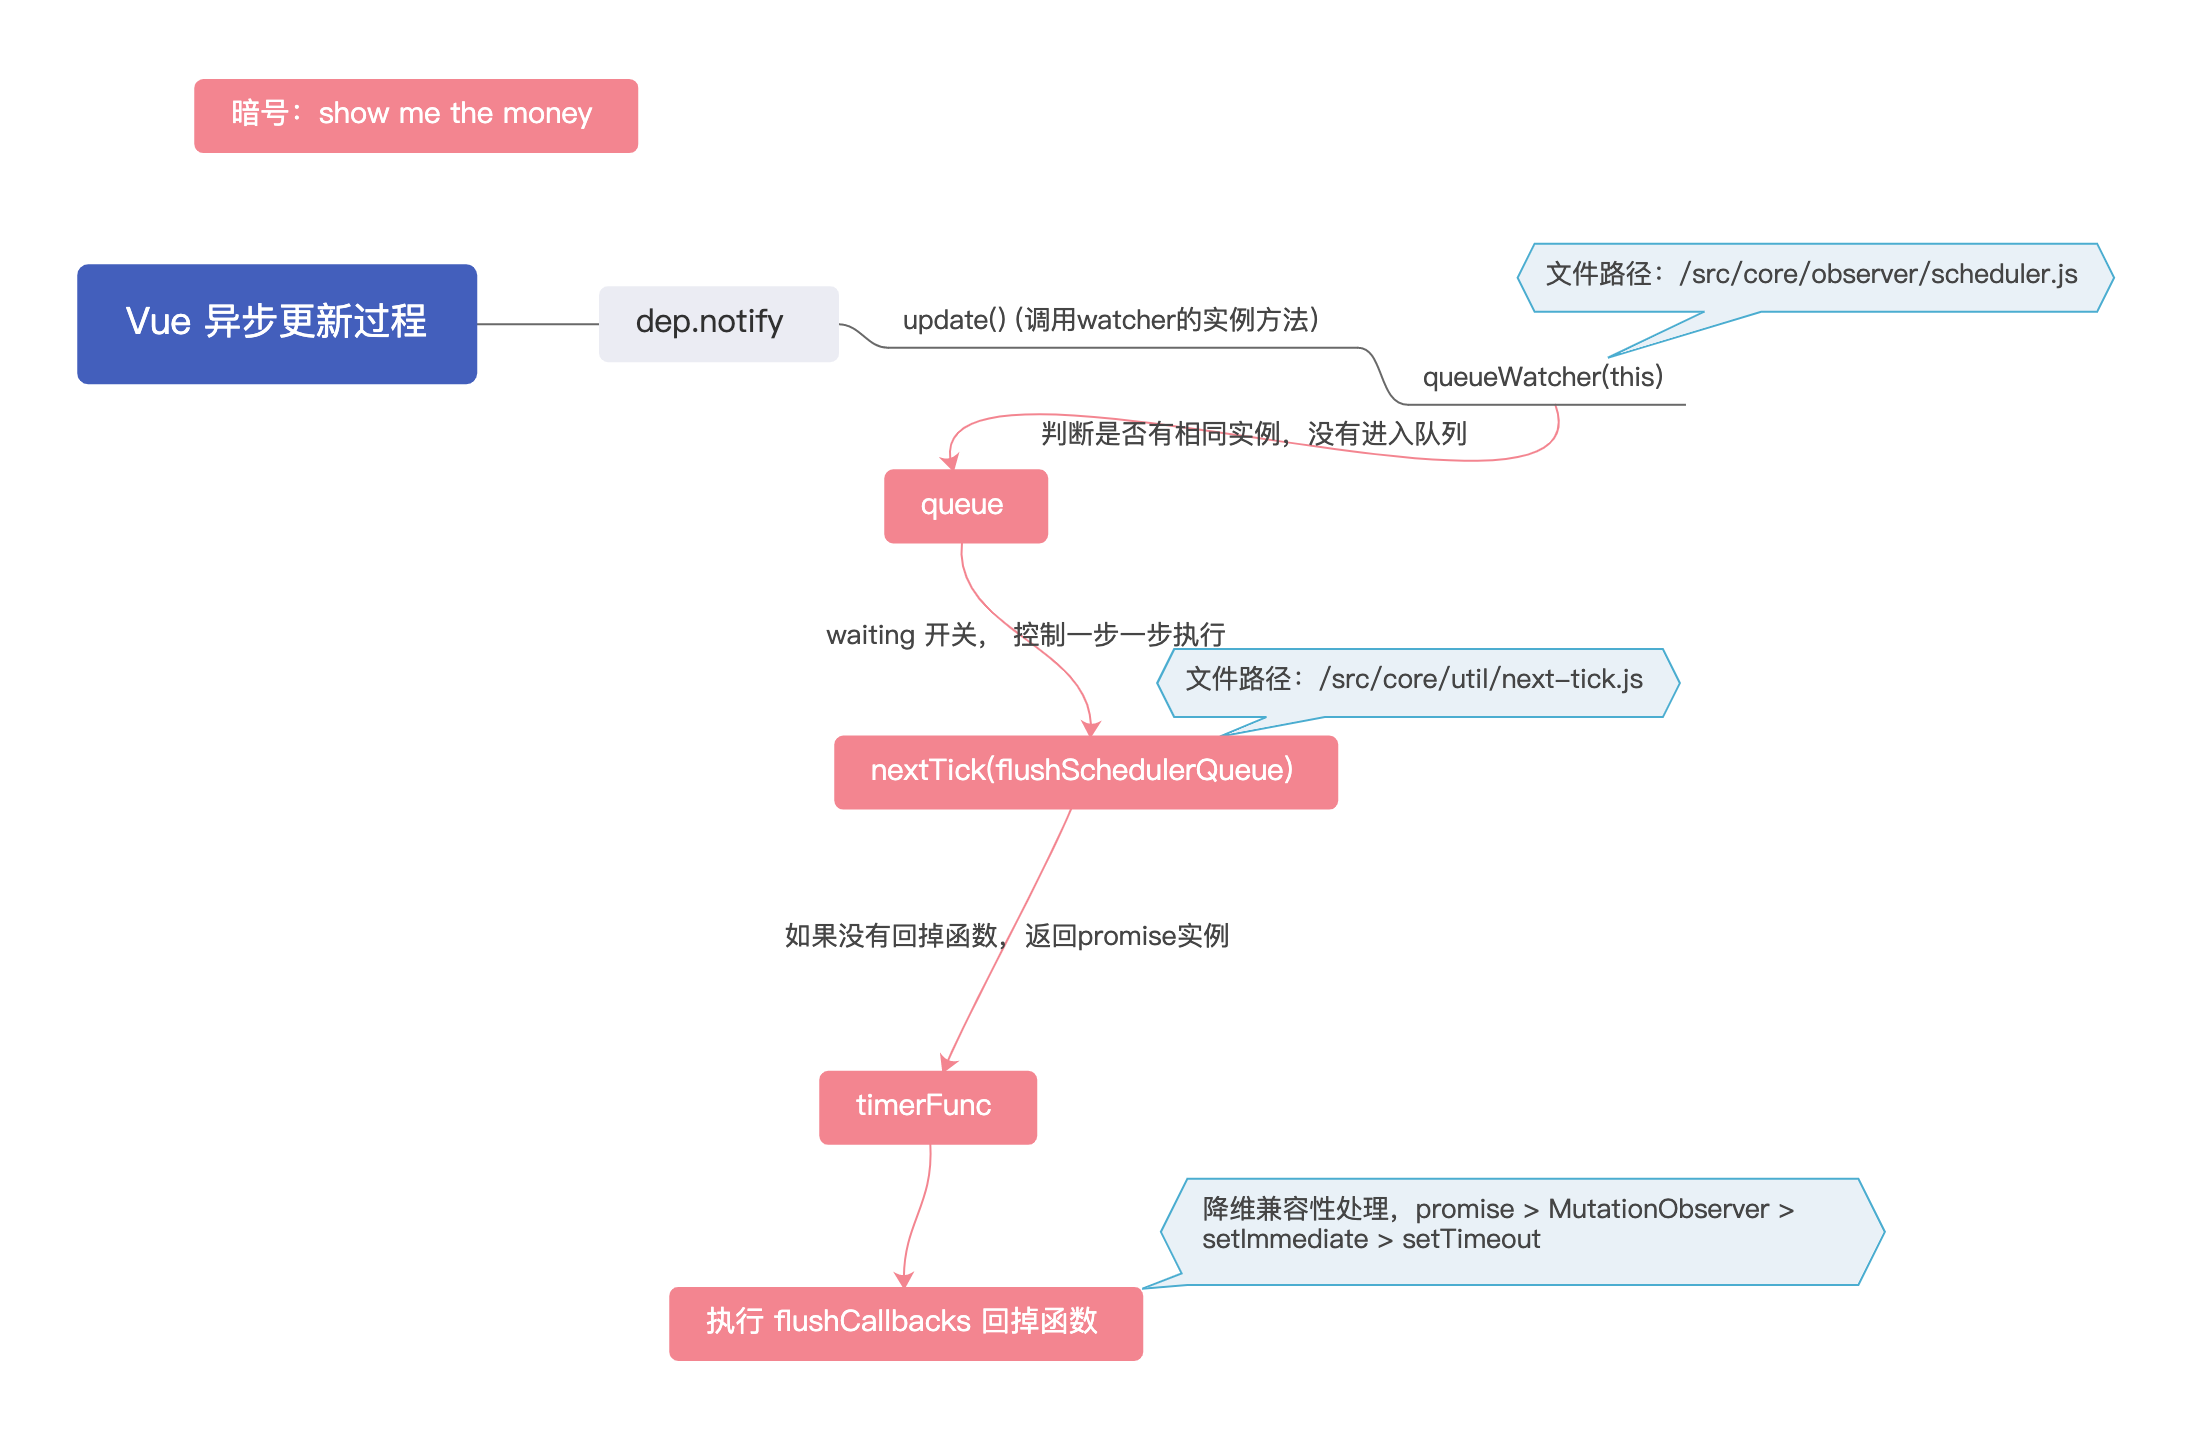 暗号：show me the money
文件路径：/src/core/observer/scheduler.js
Vue 异步更新过程
dep.notify
update() (调用watcher的实例方法)
queueWatcher(this)
判断是否有相同实例，没有进入队列
queue
waiting 开关， 控制一步一步执行
文件路径：/src/core/util/next-tick.js
nextTick(flushSchedulerQueue)
如果没有回掉函数，返回promise实例
timerFunc
降维兼容性处理，promise > MutationObserver >
setImmediate > setTimeout
执行 flushCallbacks 回掉函数